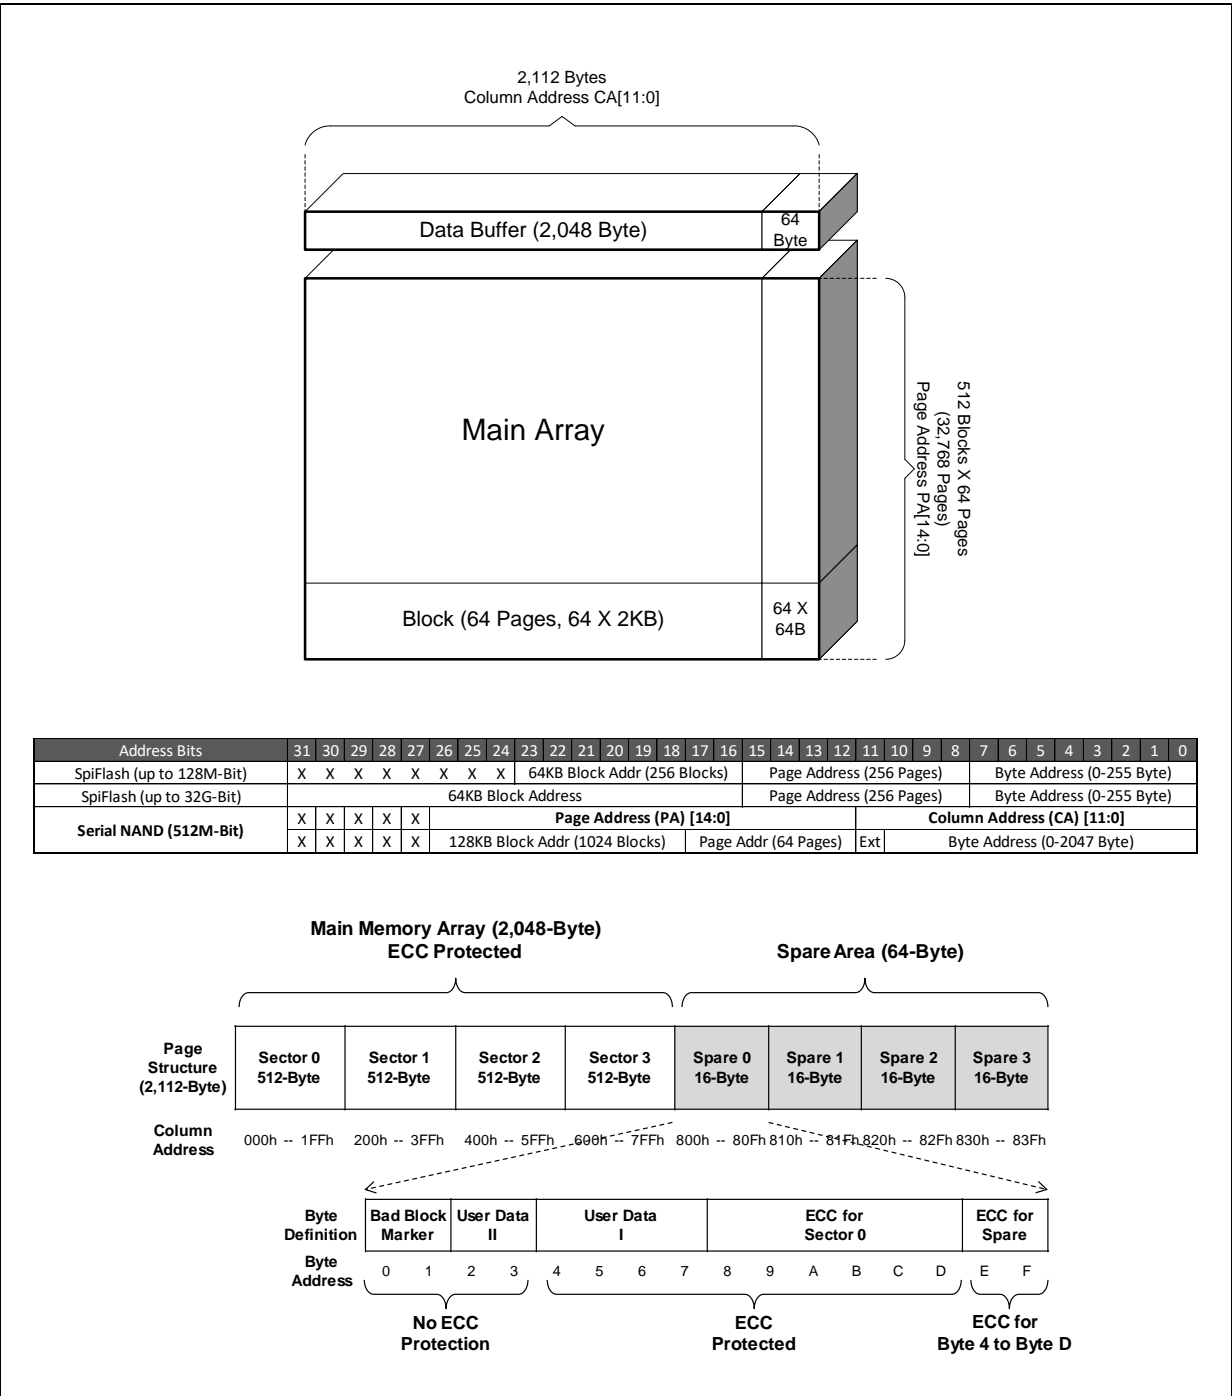 2,112 Bytes
Column Address CA[11:0]
Data Buffer (2,048 Byte)
64
Byte
Main Array
512 Blocks X 64 Pages
(32,768 Pages)
Page Address PA[14:0]
Block (64 Pages, 64 X 2KB)
64 X
64B
Address Bits 31 30 29 28 27 26 25 24 23 22 21 20 19 18 17 16 15 14 13 12 11 10 9 8 7 6 5 4 3 2 1 0
SpiFlash (up to 128M-Bit) X X X X X X X X 64KB Block Addr (256 Blocks) Page Address (256 Pages) Byte Address (0-255 Byte)
SpiFlash (up to 32G-Bit) 64KB Block Address Page Address (256 Pages) Byte Address (0-255 Byte)
Serial NAND (512M-Bit) X X X X X Page Address (PA) [14:0] Column Address (CA) [11:0]
X X X X X 128KB Block Addr (1024 Blocks) Page Addr (64 Pages) Ext Byte Address (0-2047 Byte)
Main Memory Array (2,048-Byte)
ECC Protected
Spare Area (64-Byte)
Page
Structure
(2,112-Byte)
Sector 0
512-Byte
Sector 1
512-Byte
Sector 2
512-Byte
Sector 3
512-Byte
Spare 0
16-Byte
Spare 1
16-Byte
Spare 2
16-Byte
Spare 3
16-Byte
Column
Address
000h -- 1FFh 200h -- 3FFh 400h -- 5FFh 600h -- 7FFh 800h -- 80Fh 810h -- 81Fh 820h -- 82Fh 830h -- 83Fh
Byte
Definition
Bad Block
Marker
User Data
II
User Data
I
ECC for
Sector 0
ECC for
Spare
Byte
Address
0 1 2 3 4 5 6 7 8 9 A B C D E F
No ECC
Protection
ECC
Protected
ECC for
Byte 4 to Byte D